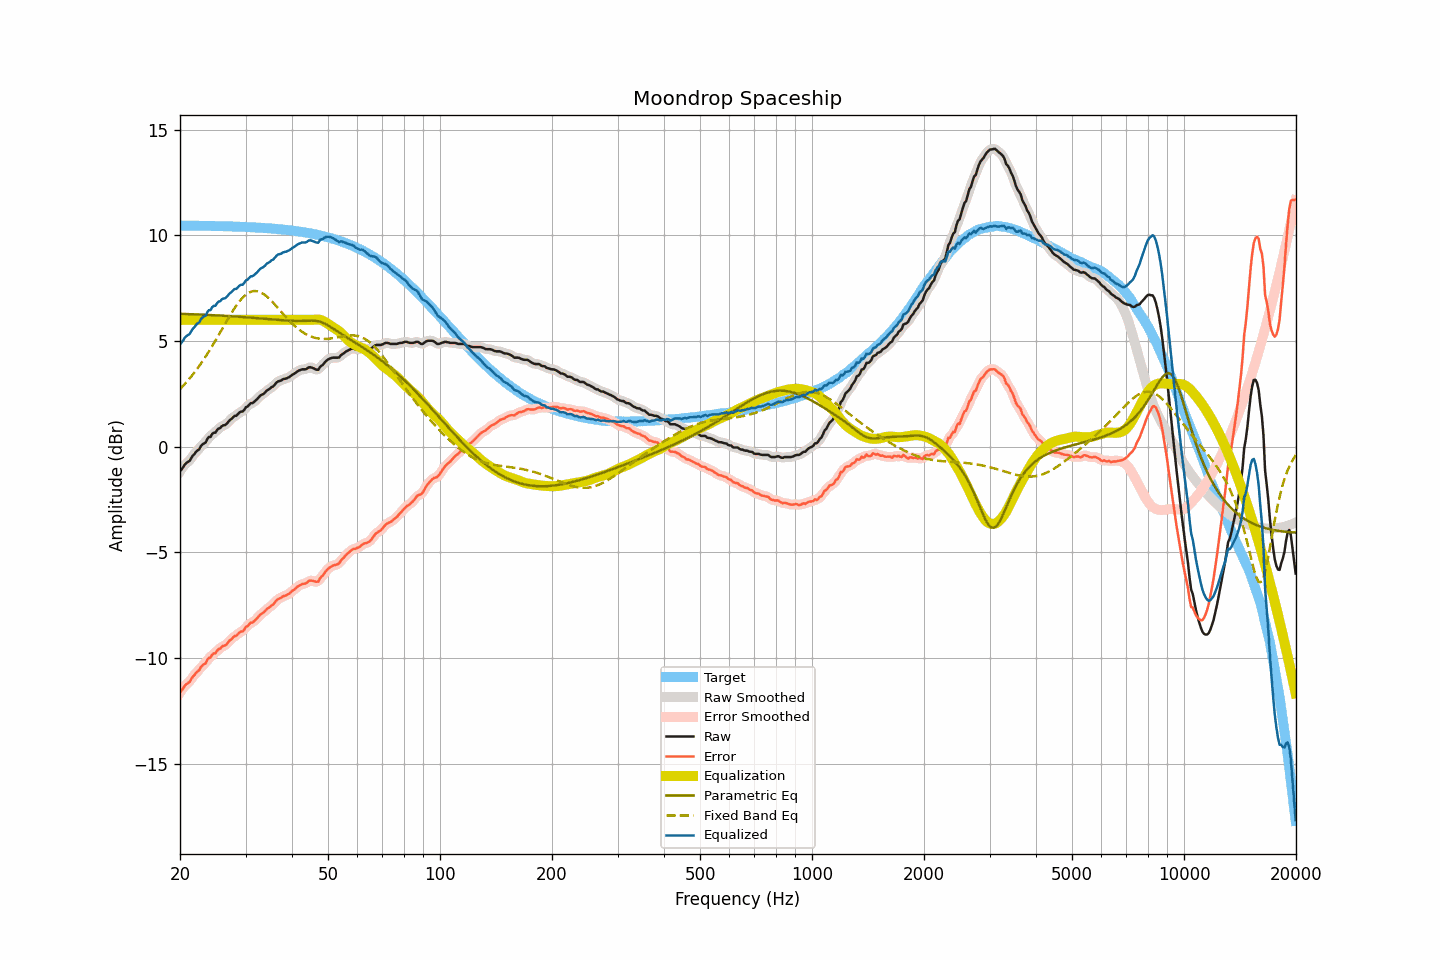 Moondrop Spaceship
15
10
5
0
−5
−10
−15
Amplitude (dBr)
Target
Raw Smoothed
Error Smoothed
Raw
Error
Equalization
Parametric Eq
Fixed Band Eq
Equalized
20 50 100 200 500 1000 2000 5000 10000 20000
Frequency (Hz)